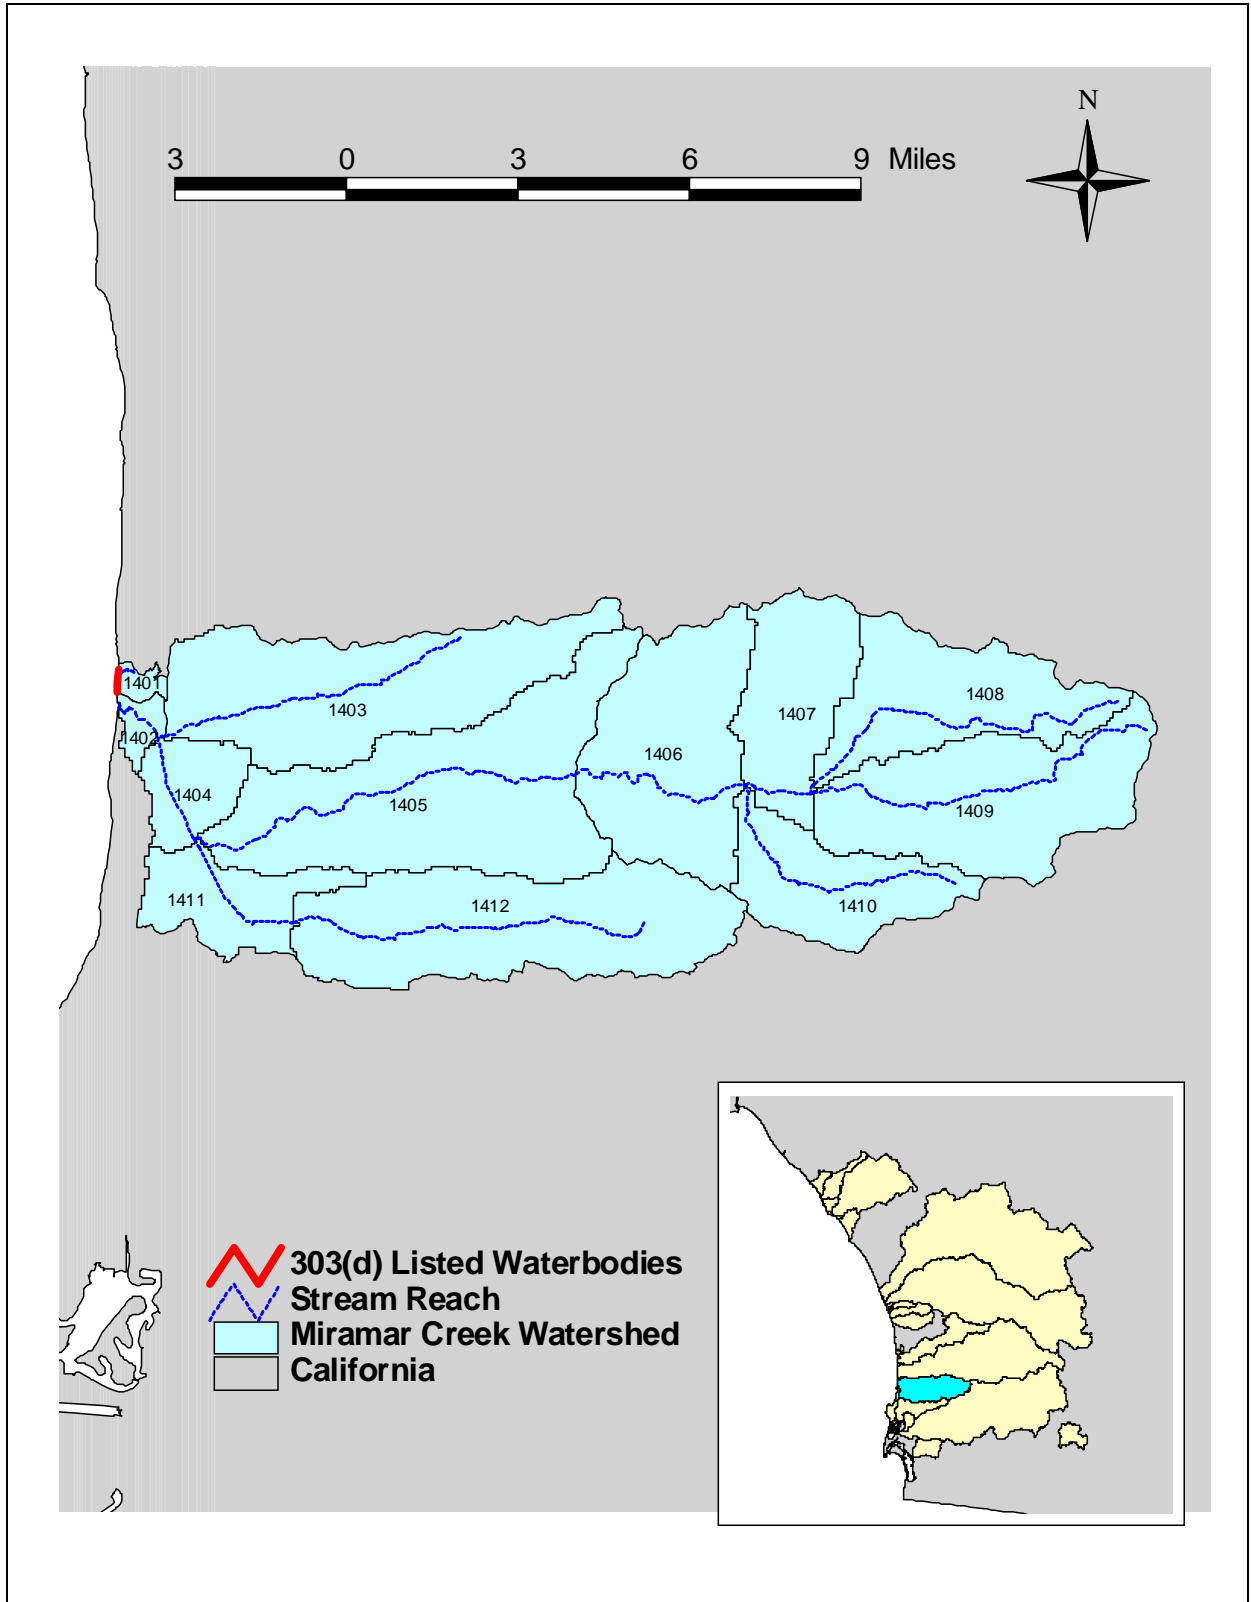 N
3 0 3 6 9 Miles
1401
1408
1403
1407
1402
1406
1404
1405
1409
1411
1412
1410
303(d) Listed Waterbodies
Stream Reach
Miramar Creek Watershed
California